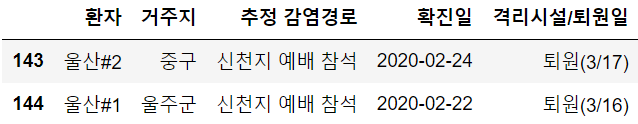 환자 거주지 추정 감염경로 확진일 격리시설/퇴원일
143 울산#2 중구 신천지 예배 참석 2020-02-24 퇴원(3/17)
144 울산#1 울주군 신천지 예배 참석 2020-02-22 퇴원(3/16)